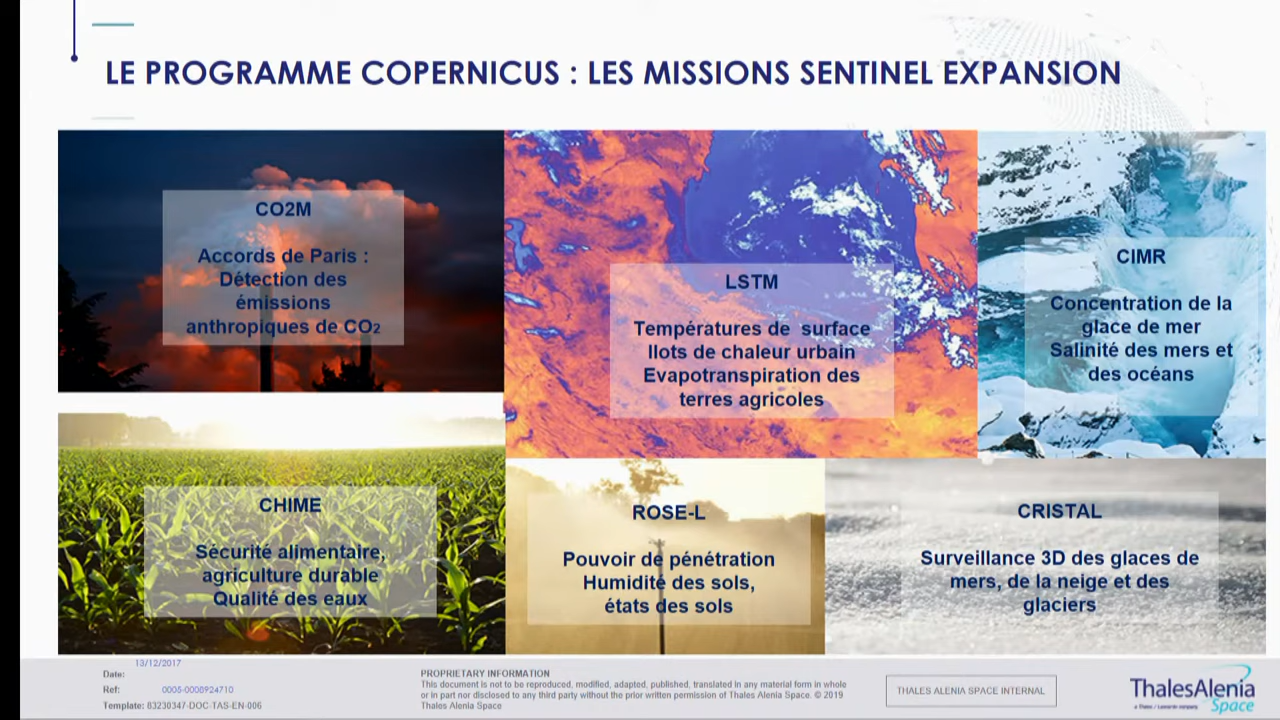 LE PROGRAMME COPERNICUS : LES MISSIONS SENTINEL EXPANSION
CO2M
Accords de Paris :
Détection des
émissions
anthropiques de CO2
LSTM
Températures de surface
Ilots de chaleur urbain
Evapotranspiration des
terres agricoles
CIMR
Concentration de la
glace de mer
Salinité des mers et
des océans
CHIME
Sécurité alimentaire,
agriculture durable
Qualité des eaux
ROSE-L
Pouvoir de pénétration
Humidité des sols,
états des sols
CRISTAL
Surveillance 3D des glaces de
mers, de la neige et des
glaciers
13/12/2017
Date:
Ref: 0005-0008924710
Template: 83230347-DOC-TAS-EN-006
PROPRIETARY INFORMATION
This document is not to be reproduced, modified, adapted, published, translated in any material form in whole
or in part nor disclosed to any third party without the prior written permission of Thales Alenia Space. © 2019
Thales Alenia Space
THALES ALENIA SPACE INTERNAL
ThalesAlenia
a Thales / Leonardo company
Space